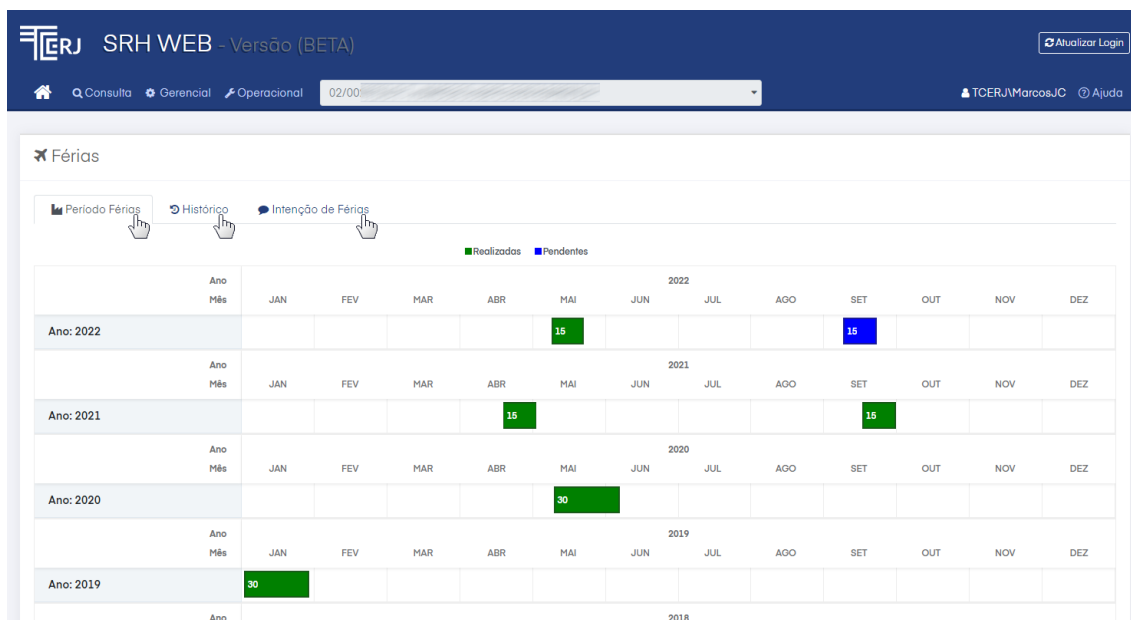 TCERJ SRH WEB - Versão (BETA) Atualizar Login
Consulta Gerencial Operacional 02/00 TCERJ\MarcosJC Ajuda
Férias
Período Férias Histórico Intenção de Férias
Realizadas Pendentes
Ano 2022
Mês JAN FEV MAR ABR MAI JUN JUL AGO SET OUT NOV DEZ
Ano: 2022 15 15
Ano 2021
Mês JAN FEV MAR ABR MAI JUN JUL AGO SET OUT NOV DEZ
Ano: 2021 15 15
Ano 2020
Mês JAN FEV MAR ABR MAI JUN JUL AGO SET OUT NOV DEZ
Ano: 2020 30
Ano 2019
Mês JAN FEV MAR ABR MAI JUN JUL AGO SET OUT NOV DEZ
Ano: 2019 30
Ano 2018